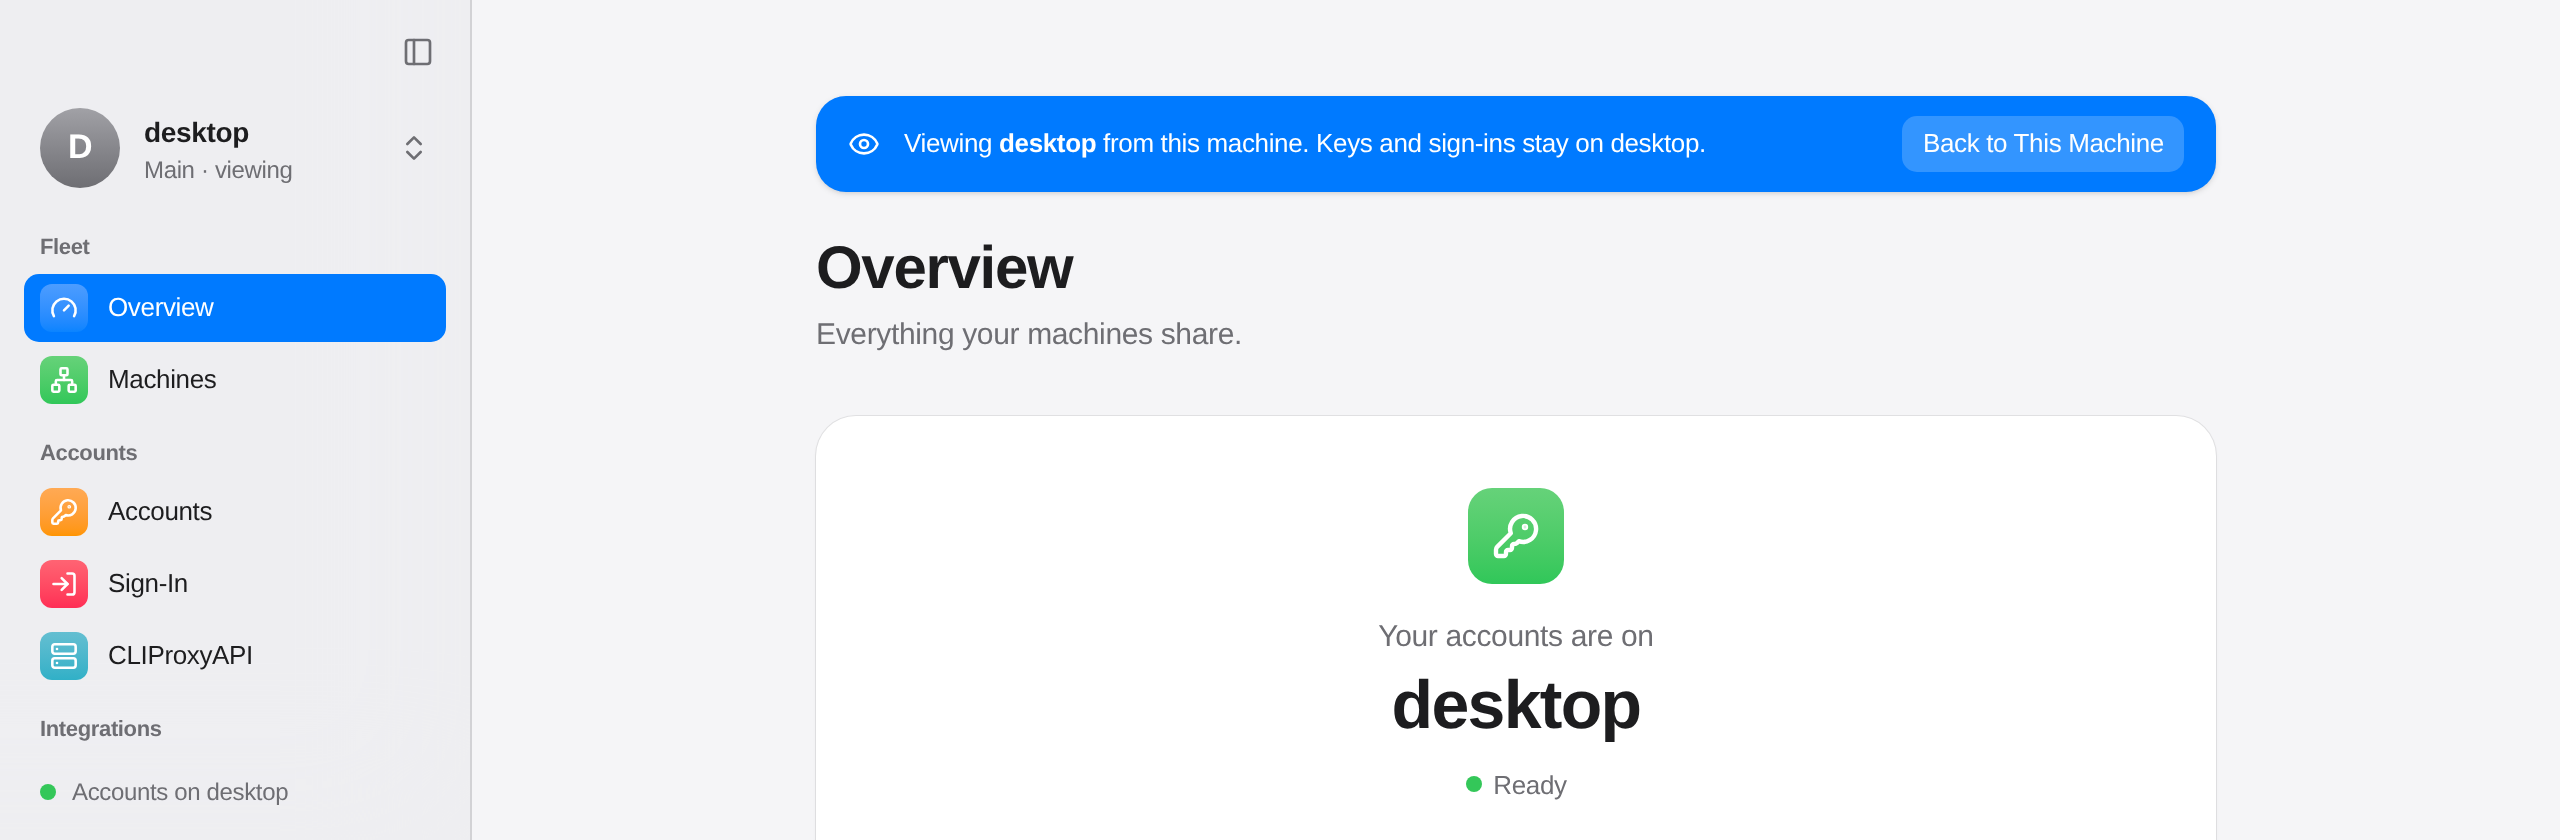 D
desktop
Main · viewing
Fleet
Overview
Machines
Accounts
Accounts
Sign-In
CLIProxyAPI
Integrations
Accounts on desktop
Viewing desktop from this machine. Keys and sign-ins stay on desktop.
Back to This Machine
Overview
Everything your machines share.
Your accounts are on
desktop
Ready